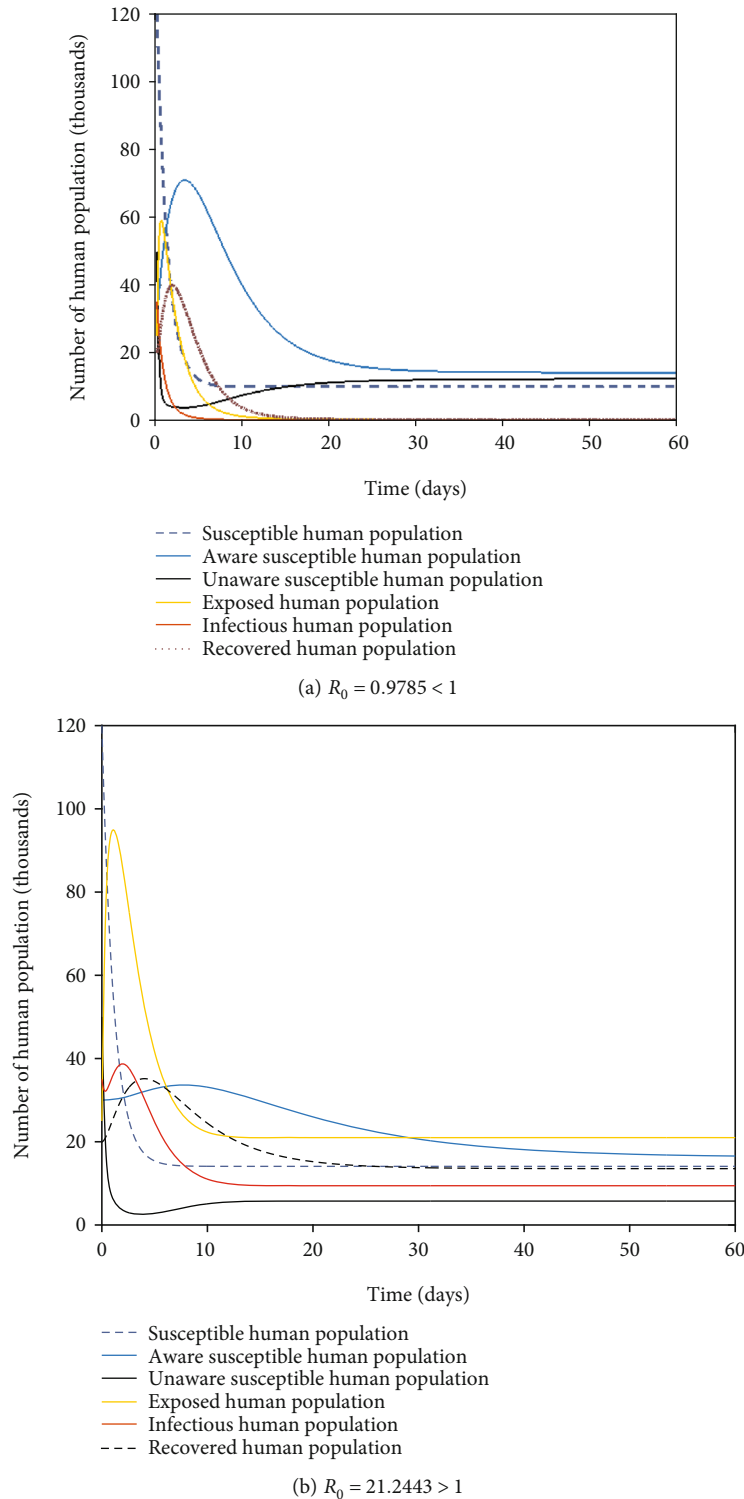 120
100
80
60
40
20
0
Number of human population (thousands)
0 10 20 30 40 50 60
Time (days)
Susceptible human population
Aware susceptible human population
Unaware susceptible human population
Exposed human population
Infectious human population
Recovered human population
(a) R₀ = 0.9785 < 1
120
100
80
60
40
20
0
Number of human population (thousands)
0 10 20 30 40 50 60
Time (days)
Susceptible human population
Aware susceptible human population
Unaware susceptible human population
Exposed human population
Infectious human population
Recovered human population
(b) R₀ = 21.2443 > 1